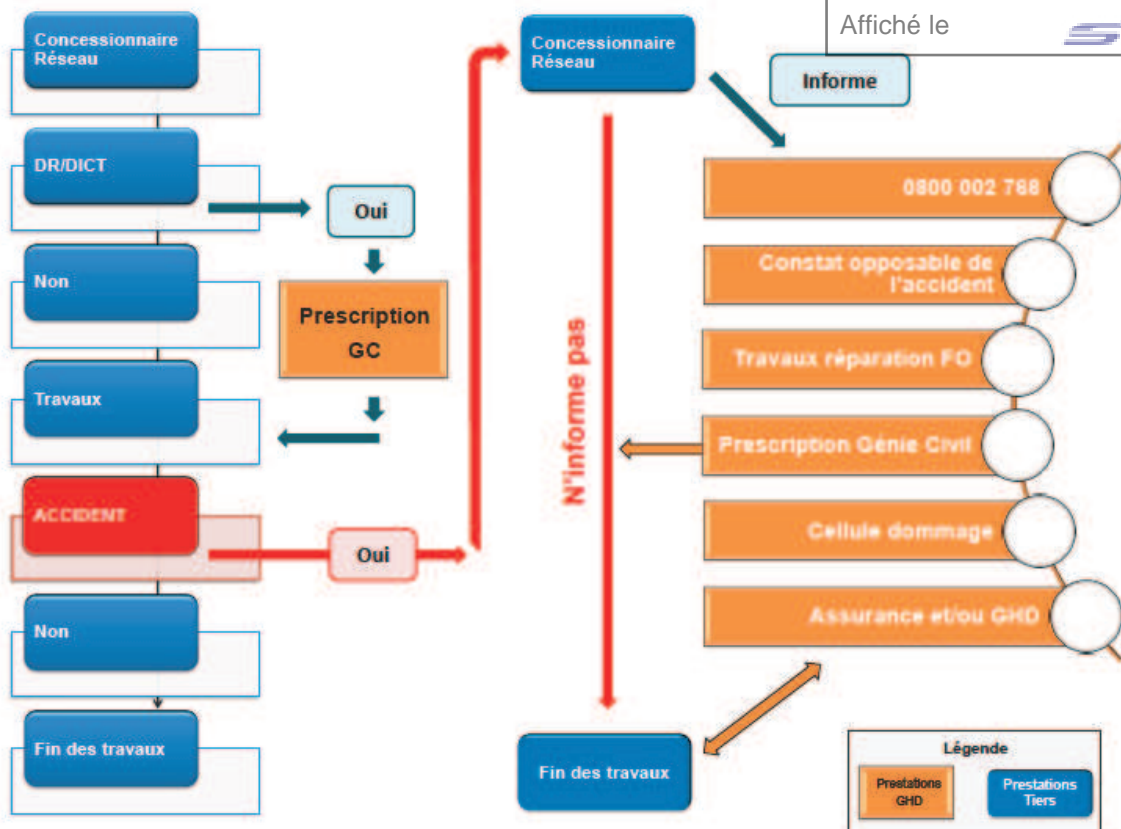 Affiché le
Concessionnaire
Réseau
DR/DICT
Oui
Non
Prescription
GC
Travaux
ACCIDENT
Oui
Non
Fin des travaux
Concessionnaire
Réseau
Informe
N'informe pas
0800 002 768
Constat opposable de
l'accident
Travaux réparation FO
Prescription Génie Civil
Cellule dommage
Assurance et/ou GHD
Fin des travaux
Légende
Prestations
GHD
Prestations
Tiers